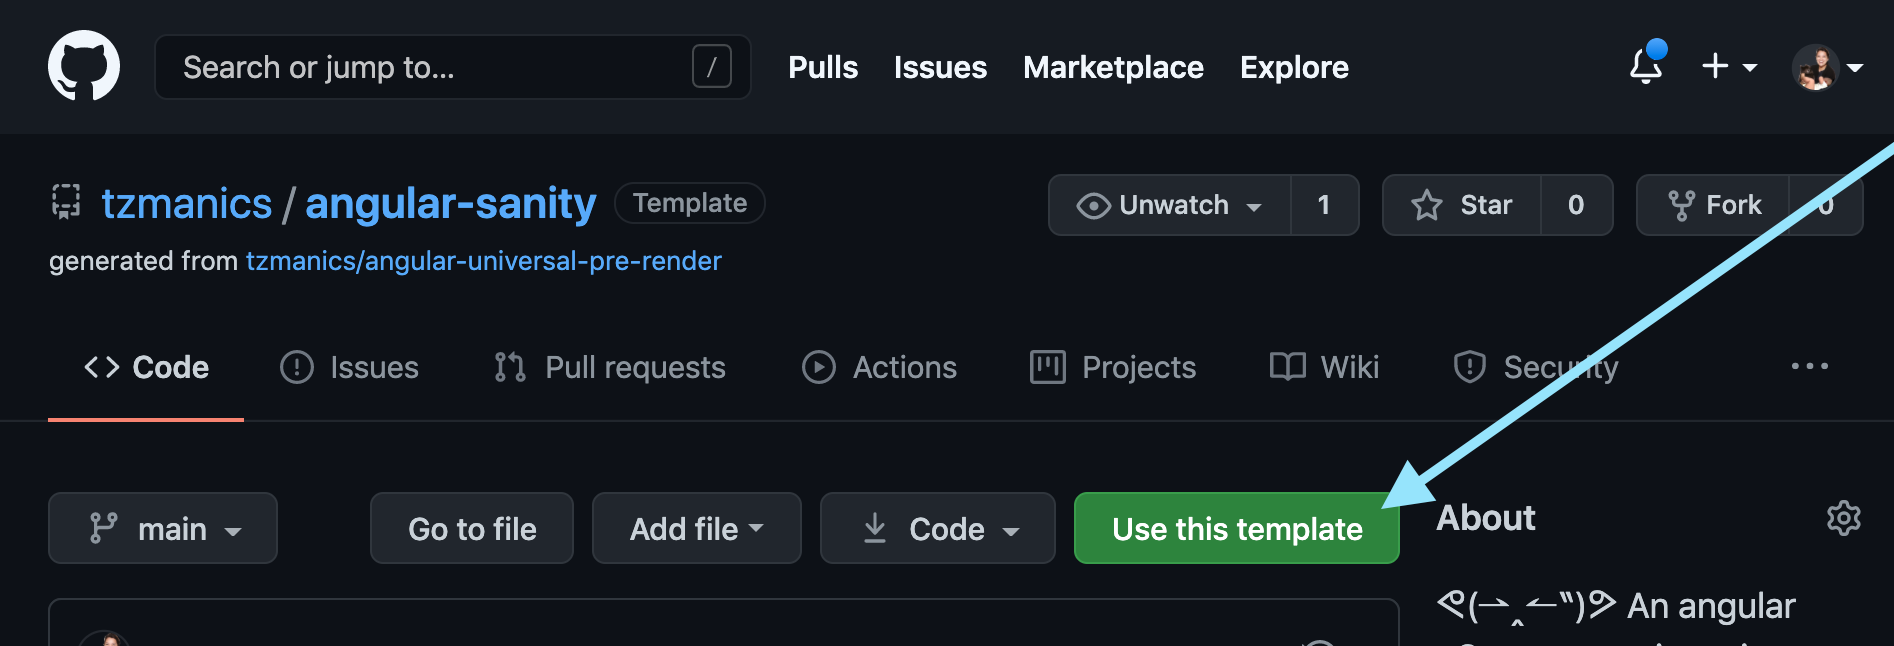 Search or jump to... / Pulls Issues Marketplace Explore
tzmanics / angular-sanity Template Unwatch 1 Star 0 Fork 0
generated from tzmanics/angular-universal-pre-render
Code Issues Pull requests Actions Projects Wiki Security ...
main Go to file Add file Code Use this template About
ᕙ(⇀‸↼‶)ᕗ An angular